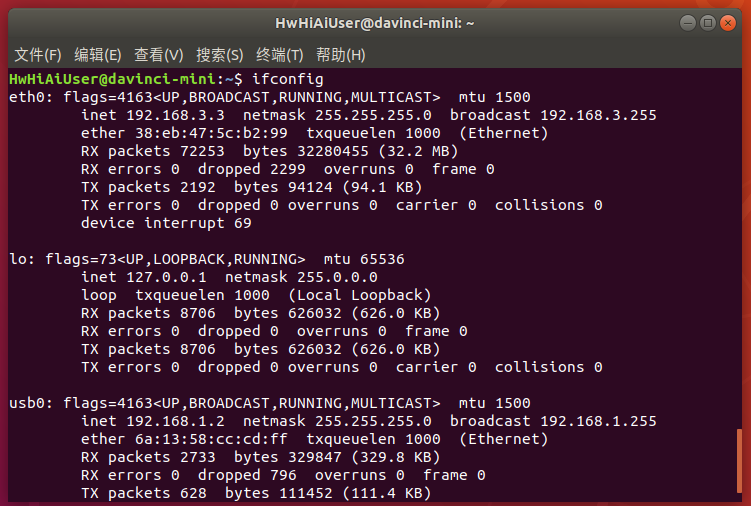 HwHiAiUser@davinci-mini: ~
文件(F) 编辑(E) 查看(V) 搜索(S) 终端(T) 帮助(H)
HwHiAiUser@davinci-mini:~$ ifconfig
eth0: flags=4163<UP,BROADCAST,RUNNING,MULTICAST>  mtu 1500
        inet 192.168.3.3  netmask 255.255.255.0  broadcast 192.168.3.255
        ether 38:eb:47:5c:b2:99  txqueuelen 1000  (Ethernet)
        RX packets 72253  bytes 32280455 (32.2 MB)
        RX errors 0  dropped 2299  overruns 0  frame 0
        TX packets 2192  bytes 94124 (94.1 KB)
        TX errors 0  dropped 0 overruns 0  carrier 0  collisions 0
        device interrupt 69
lo: flags=73<UP,LOOPBACK,RUNNING>  mtu 65536
        inet 127.0.0.1  netmask 255.0.0.0
        loop  txqueuelen 1000  (Local Loopback)
        RX packets 8706  bytes 626032 (626.0 KB)
        RX errors 0  dropped 0  overruns 0  frame 0
        TX packets 8706  bytes 626032 (626.0 KB)
        TX errors 0  dropped 0 overruns 0  carrier 0  collisions 0
usb0: flags=4163<UP,BROADCAST,RUNNING,MULTICAST>  mtu 1500
        inet 192.168.1.2  netmask 255.255.255.0  broadcast 192.168.1.255
        ether 6a:13:58:cc:cd:ff  txqueuelen 1000  (Ethernet)
        RX packets 2733  bytes 329847 (329.8 KB)
        RX errors 0  dropped 796  overruns 0  frame 0
        TX packets 628  bytes 111452 (111.4 KB)